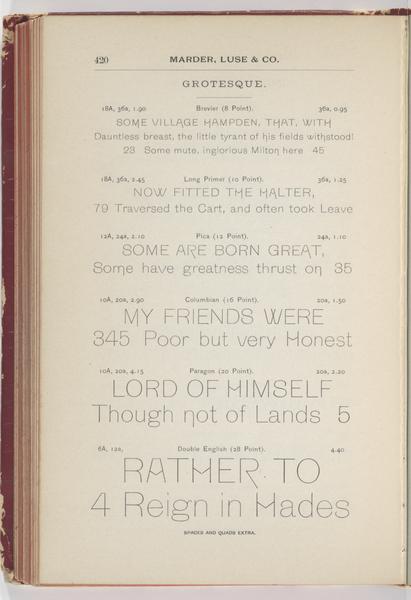 420 MARDER, LUSE & CO.
GROTESQUE.
18A, 36a, 1.90 Brevier (8 Point). 36a, 0.95
SOME VILLAGE HAMPDEN, THAT, WITH
Dauntless breast, the little tyrant of his fields withstood!
23 Some mute, inglorious Milton here 45
18A, 36a, 2.45 Long Primer (10 Point). 36a, 1.25
NOW FITTED THE HALTER,
79 Traversed the Cart, and often took Leave
12A, 24a, 2.10 Pica (12 Point). 24a, 1.10
SOME ARE BORN GREAT,
Some have greatness thrust on 35
10A, 20a, 2.90 Columbian (16 Point). 20a, 1.50
MY FRIENDS WERE
345 Poor but very Honest
10A, 20a, 4.15 Paragon (20 Point). 20a, 2.20
LORD OF HIMSELF
Though not of Lands 5
6A, 12a, Double English (28 Point). 4.40
RATHER TO
4 Reign in Hades
SPACES AND QUADS EXTRA.